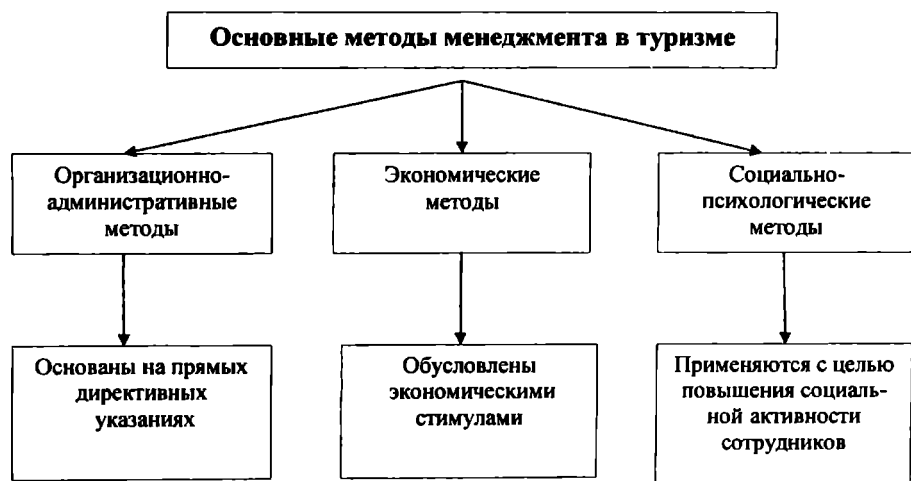 Основные методы менеджмента в туризме
Организационно-
административные
методы
Экономические
методы
Социально-
психологические
методы
Основаны на прямых
директивных
указаниях
Обусловлены
экономическими
стимулами
Применяются с целью
повышения социаль-
ной активности
сотрудников